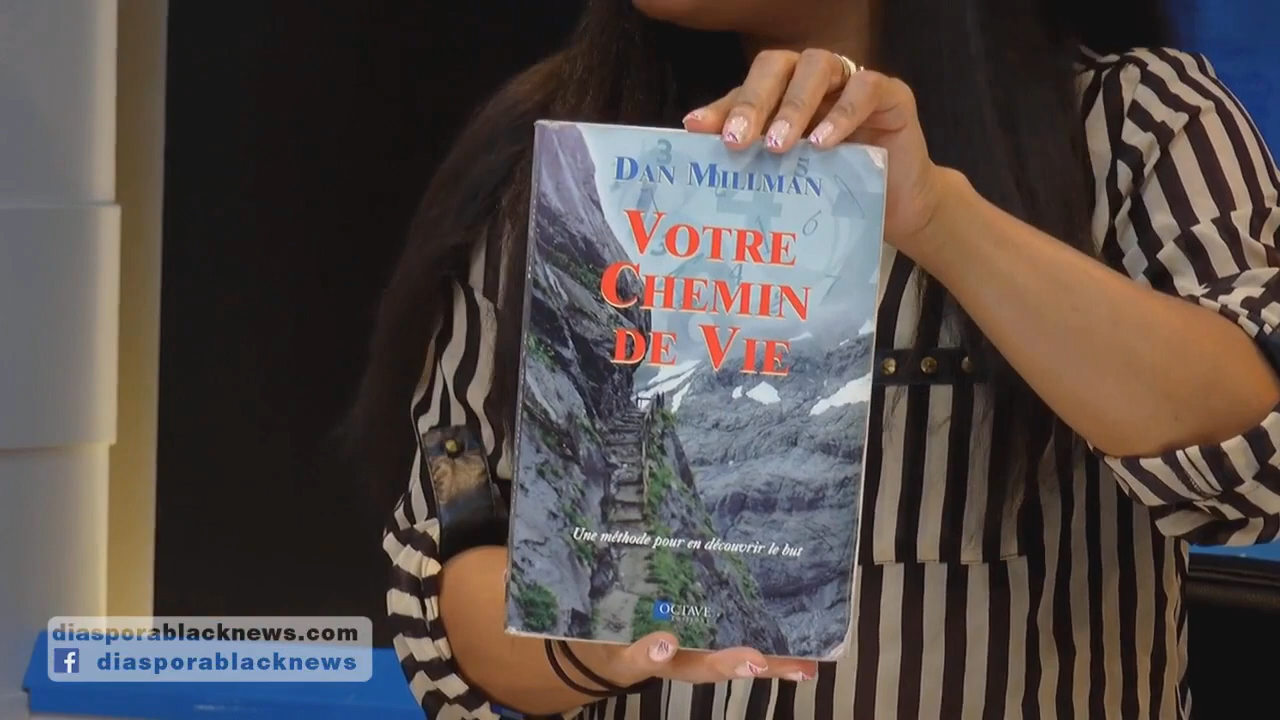 DAN MILLMAN
VOTRE
CHEMIN
DE VIE
Une méthode pour en découvrir le but
OCTAVE
diasporablacknews.com
diasporablacknews